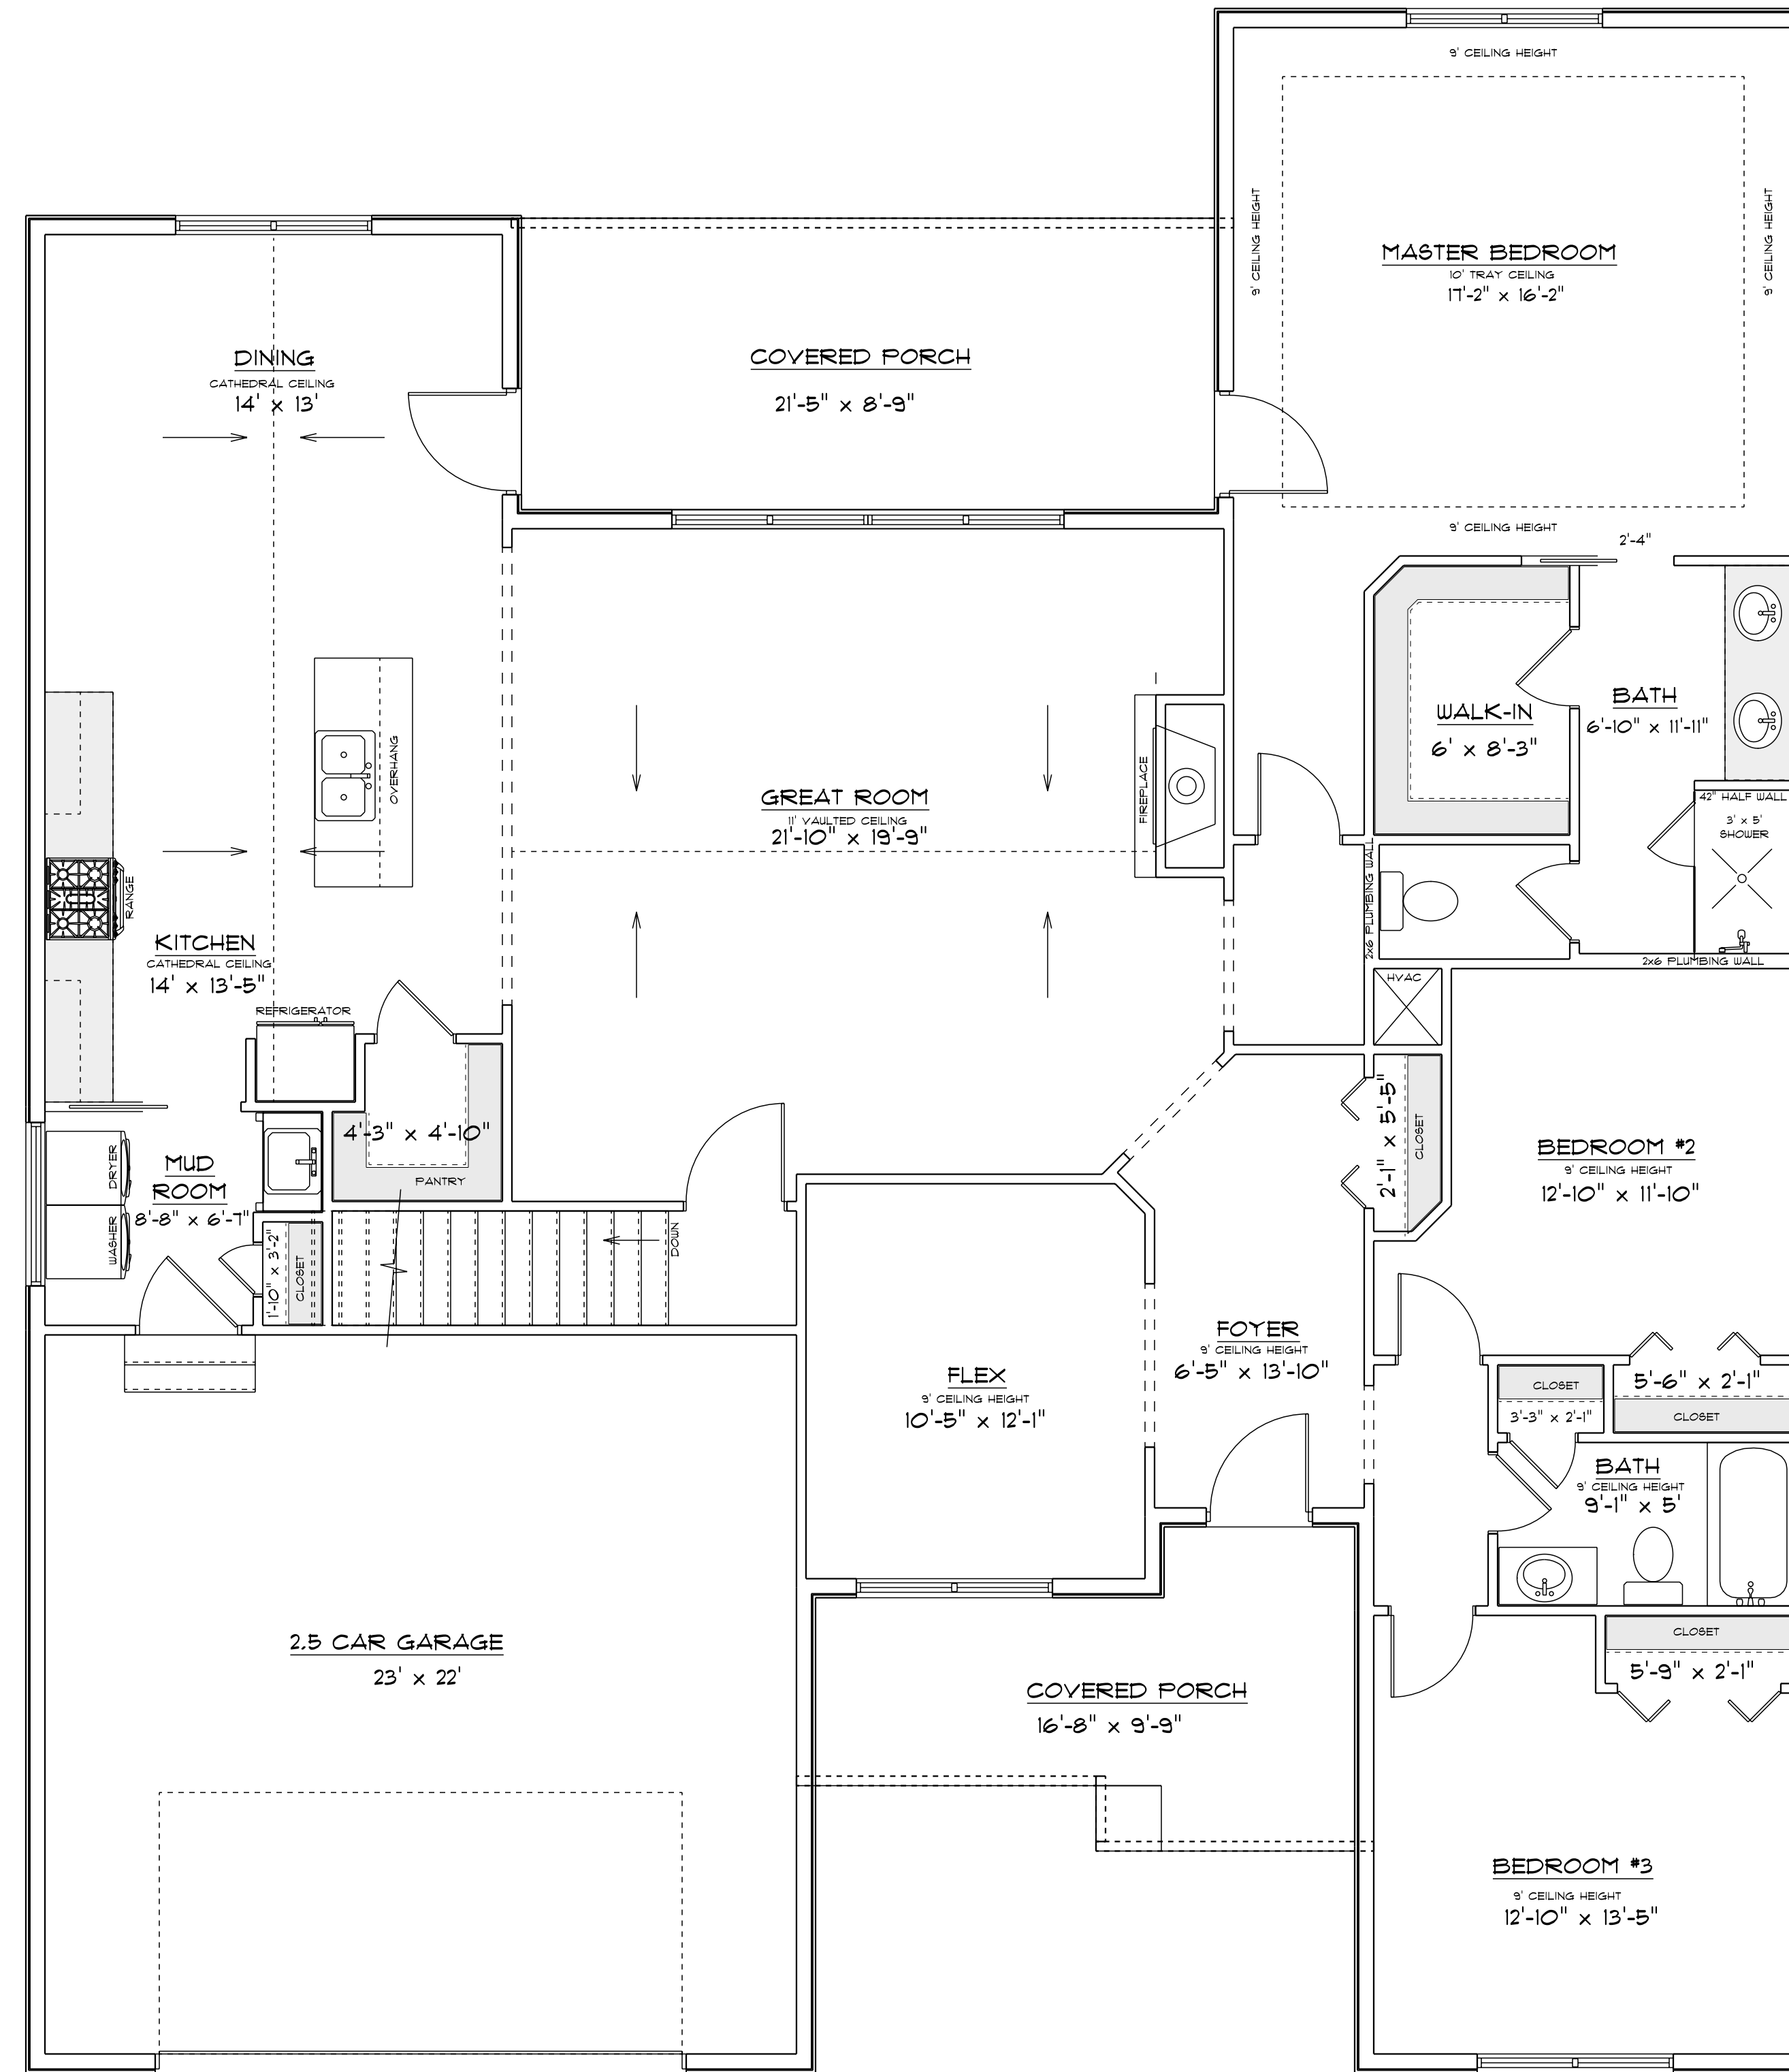 9' CEILING HEIGHT
9' CEILING HEIGHT
9' CEILING HEIGHT
MASTER BEDROOM
10' TRAY CEILING
17'-2" x 16'-2"
9' CEILING HEIGHT
2'-4"
DINING
CATHEDRAL CEILING
14' x 13'
COVERED PORCH
21'-5" x 8'-9"
WALK-IN
6' x 8'-3"
BATH
6'-10" x 11'-11"
42" HALF WALL
3' x 5'
SHOWER
2x6 PLUMBING WALL
2x6 PLUMBING WALL
HVAC
OVERHANG
GREAT ROOM
11' VAULTED CEILING
21'-10" x 19'-9"
FIREPLACE
RANGE
KITCHEN
CATHEDRAL CEILING
14' x 13'-5"
REFRIGERATOR
4'-3" x 4'-10"
PANTRY
DRYER
WASHER
MUD
ROOM
8'-8" x 6'-7"
1'-10" x 3'-2"
CLOSET
DOWN
2'-1" x 5'-5"
CLOSET
BEDROOM #2
9' CEILING HEIGHT
12'-10" x 11'-10"
FOYER
9' CEILING HEIGHT
6'-5" x 13'-10"
FLEX
9' CEILING HEIGHT
10'-5" x 12'-1"
CLOSET
3'-3" x 2'-1"
5'-6" x 2'-1"
CLOSET
BATH
9' CEILING HEIGHT
9'-1" x 5'
CLOSET
5'-9" x 2'-1"
2.5 CAR GARAGE
23' x 22'
COVERED PORCH
16'-8" x 9'-9"
BEDROOM #3
9' CEILING HEIGHT
12'-10" x 13'-5"